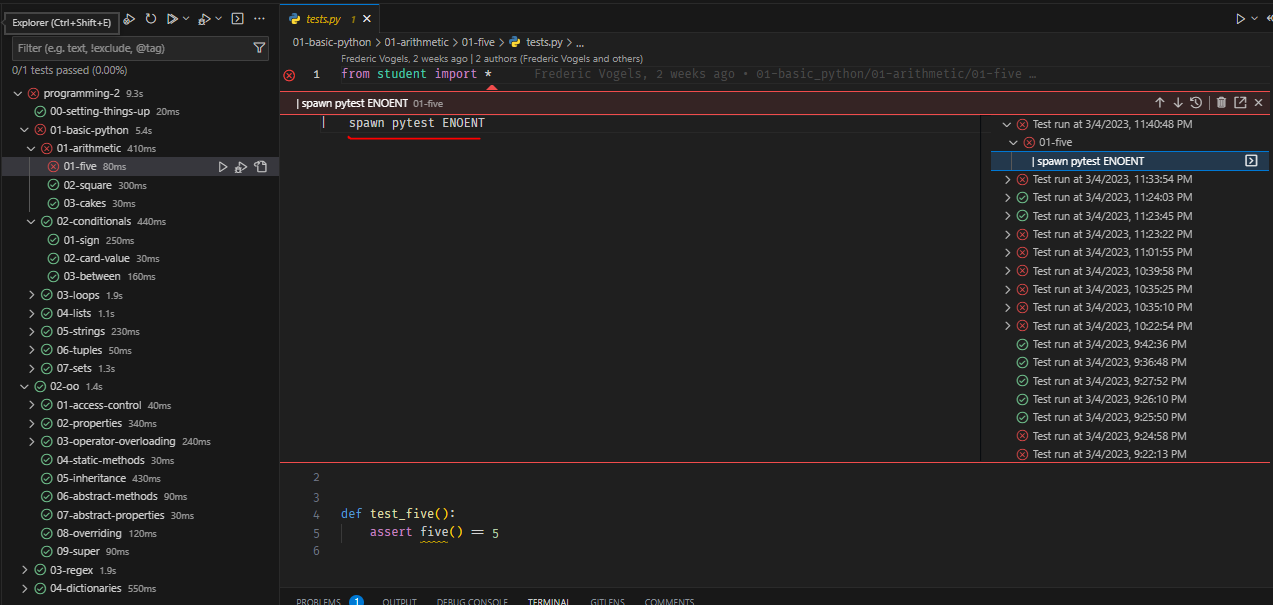 Explorer (Ctrl+Shift+E)
Filter (e.g. text, !exclude, @tag)
0/1 tests passed (0.00%)
programming-2 9.3s
00-setting-things-up 20ms
01-basic-python 5.4s
01-arithmetic 410ms
01-five 80ms
02-square 300ms
03-cakes 30ms
02-conditionals 440ms
01-sign 250ms
02-card-value 30ms
03-between 160ms
03-loops 1.9s
04-lists 1.1s
05-strings 230ms
06-tuples 50ms
07-sets 1.3s
02-oo 1.4s
01-access-control 40ms
02-properties 340ms
03-operator-overloading 240ms
04-static-methods 30ms
05-inheritance 430ms
06-abstract-methods 90ms
07-abstract-properties 30ms
08-overriding 120ms
09-super 90ms
03-regex 1.9s
04-dictionaries 550ms
tests.py 1
01-basic-python > 01-arithmetic > 01-five > tests.py > ...
Frederic Vogels, 2 weeks ago | 2 authors (Frederic Vogels and others)
1 from student import * Frederic Vogels, 2 weeks ago • 01-basic_python/01-arithmetic/01-five …
| spawn pytest ENOENT 01-five
| spawn pytest ENOENT
Test run at 3/4/2023, 11:40:48 PM
01-five
| spawn pytest ENOENT
Test run at 3/4/2023, 11:33:54 PM
Test run at 3/4/2023, 11:24:03 PM
Test run at 3/4/2023, 11:23:45 PM
Test run at 3/4/2023, 11:23:22 PM
Test run at 3/4/2023, 11:01:55 PM
Test run at 3/4/2023, 10:39:58 PM
Test run at 3/4/2023, 10:35:25 PM
Test run at 3/4/2023, 10:35:10 PM
Test run at 3/4/2023, 10:22:54 PM
Test run at 3/4/2023, 9:42:36 PM
Test run at 3/4/2023, 9:36:48 PM
Test run at 3/4/2023, 9:27:52 PM
Test run at 3/4/2023, 9:26:10 PM
Test run at 3/4/2023, 9:25:50 PM
Test run at 3/4/2023, 9:24:58 PM
Test run at 3/4/2023, 9:22:13 PM
2
3
4 def test_five():
5 assert five() == 5
6
PROBLEMS 1 OUTPUT DEBUG CONSOLE TERMINAL GITLENS COMMENTS